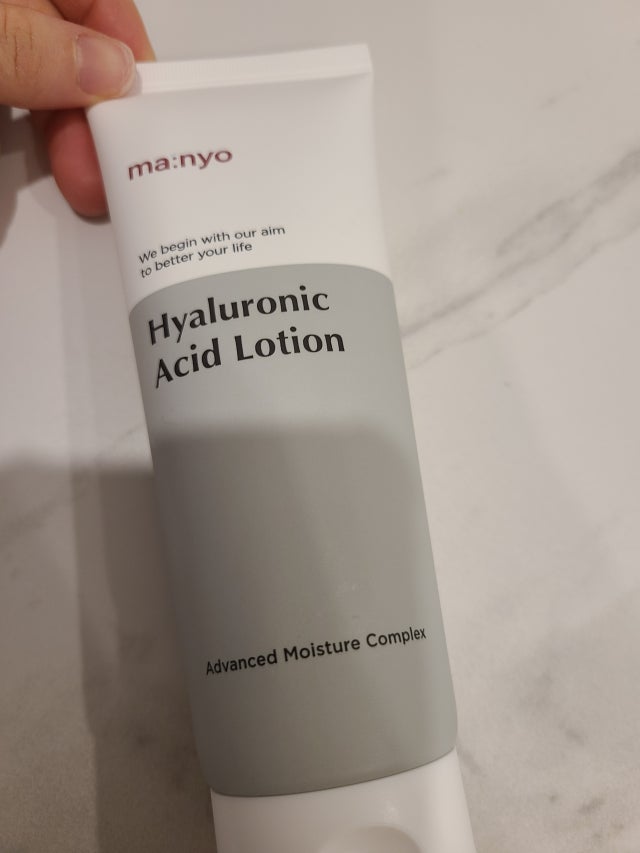 ma:nyo
We begin with our aim
to better your life
Hyaluronic
Acid Lotion
Advanced Moisture Complex